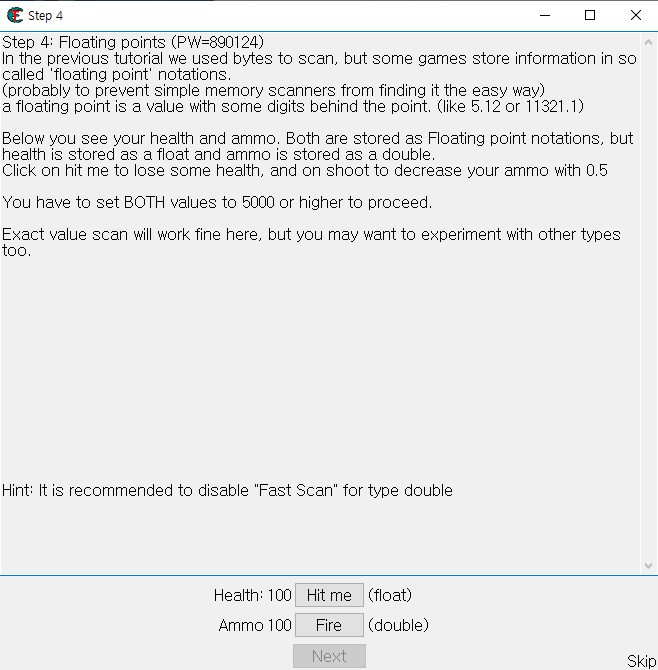 Step 4
Step 4: Floating points (PW=890124)
In the previous tutorial we used bytes to scan, but some games store information in so
called 'floating point' notations.
(probably to prevent simple memory scanners from finding it the easy way)
a floating point is a value with some digits behind the point. (like 5.12 or 11321.1)
Below you see your health and ammo. Both are stored as Floating point notations, but
health is stored as a float and ammo is stored as a double.
Click on hit me to lose some health, and on shoot to decrease your ammo with 0.5
You have to set BOTH values to 5000 or higher to proceed.
Exact value scan will work fine here, but you may want to experiment with other types
too.
Hint: It is recommended to disable "Fast Scan" for type double
Health: 100 Hit me (float)
Ammo 100 Fire (double)
Next
Skip